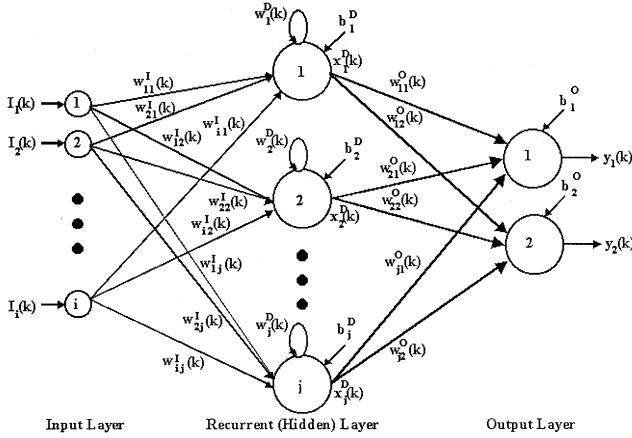 w₁ᴰ(k)
b₁ᴰ
1
x₁ᴰ(k)
w₁₁ᴵ(k)
w₂₁ᴵ(k)
w₁₂ᴵ(k)
wᵢ₁ᴵ(k)
w₁₁ᴼ(k)
w₁₂ᴼ(k)
I₁(k)
1
I₂(k)
2
w₂ᴰ(k)
b₂ᴰ
2
x₂ᴰ(k)
w₂₂ᴵ(k)
wᵢ₂ᴵ(k)
w₂₁ᴼ(k)
w₂₂ᴼ(k)
b₁ᴼ
1
y₁(k)
b₂ᴼ
2
y₂(k)
w₁ⱼᴵ(k)
w₂ⱼᴵ(k)
wᵢⱼᴵ(k)
Iᵢ(k)
i
wⱼᴰ(k)
bⱼᴰ
j
xⱼᴰ(k)
wⱼ₁ᴼ(k)
wⱼ₂ᴼ(k)
Input Layer
Recurrent (Hidden) Layer
Output Layer